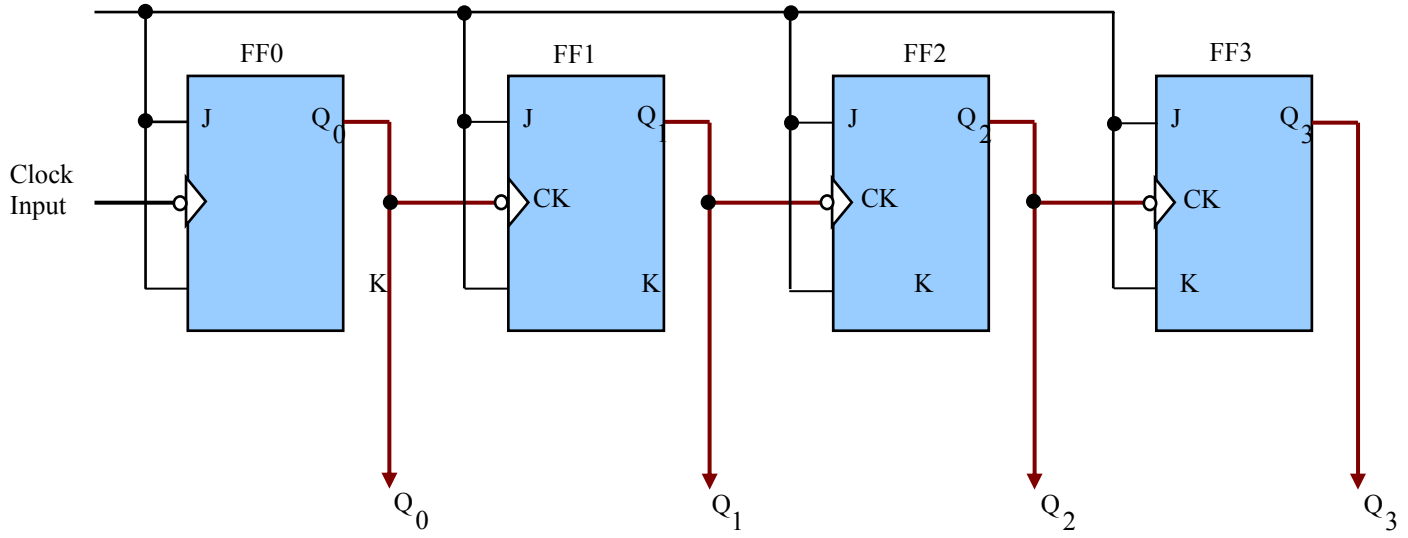 FF0 FF1 FF2 FF3
J Q0 J Q1 J Q2 J Q3
Clock
Input
CK CK CK
K K K K
Q0 Q1 Q2 Q3